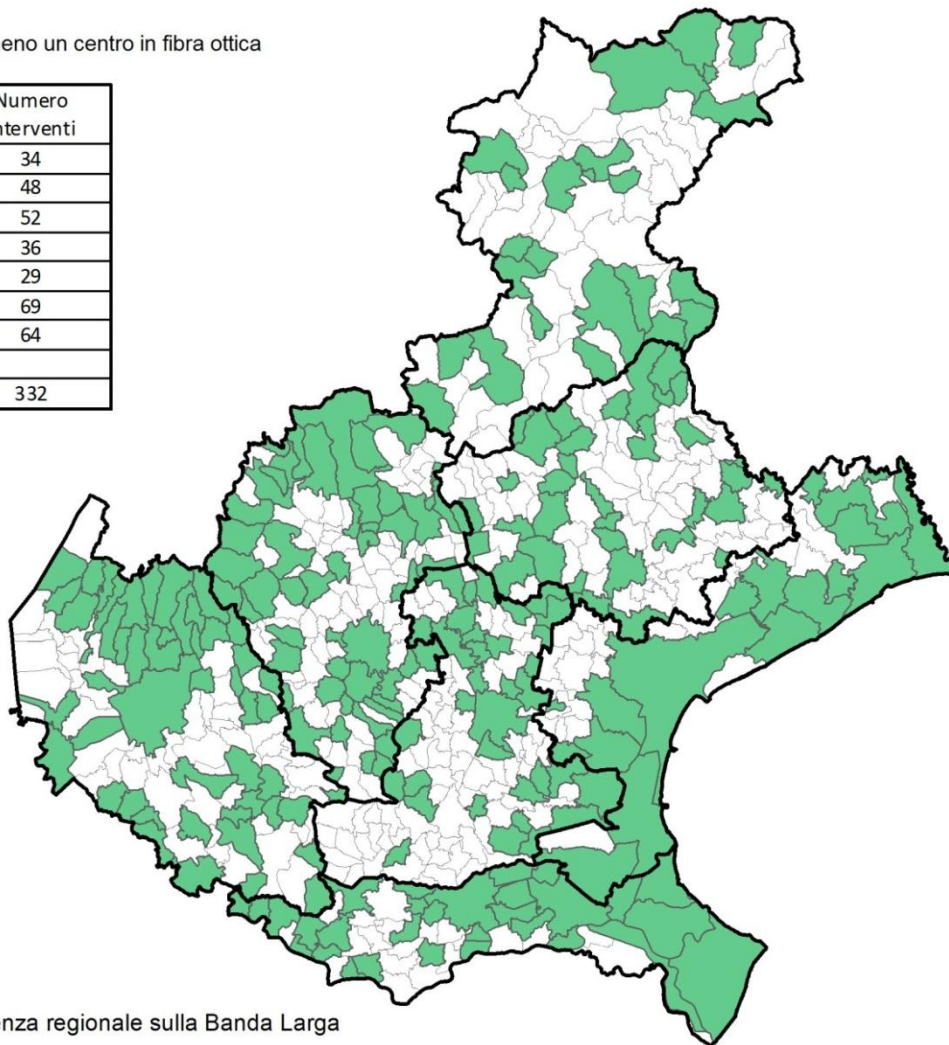 eno un centro in fibra ottica
Numero
nterventi
34
48
52
36
29
69
64
332
enza regionale sulla Banda Larga